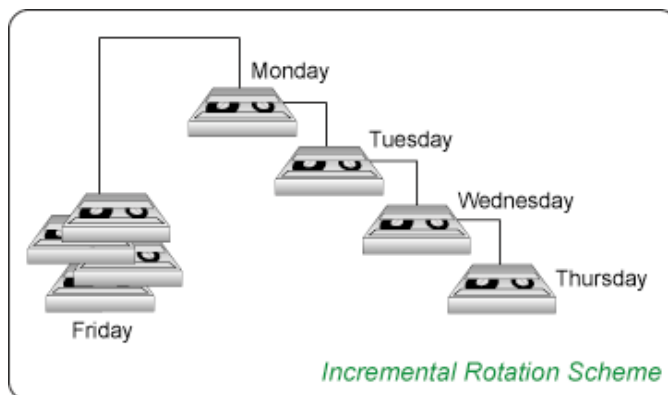 Monday
Tuesday
Wednesday
Thursday
Friday
Incremental Rotation Scheme